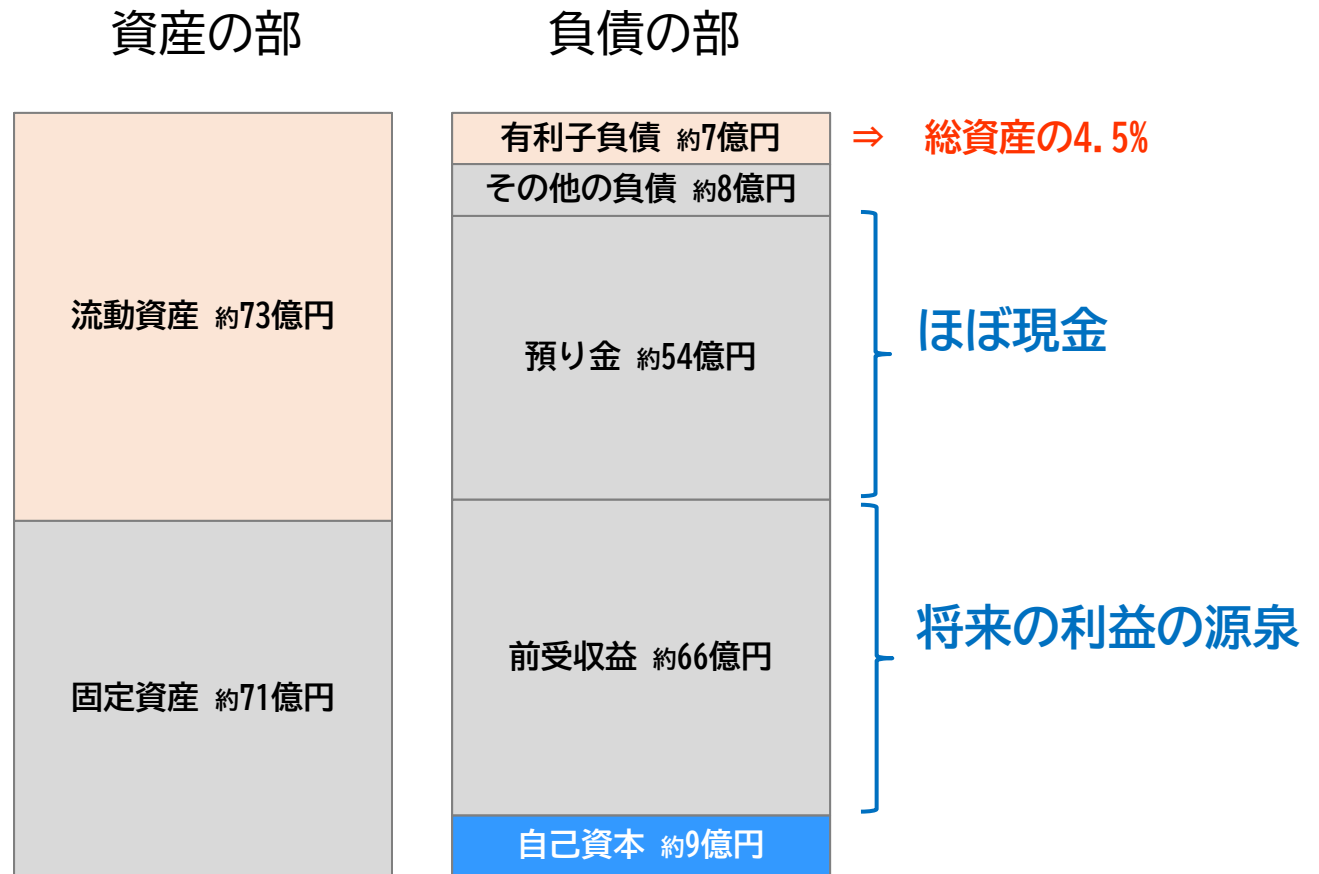 資産の部
負債の部
流動資産 約73億円
固定資産 約71億円
有利子負債 約7億円
⇒ 総資産の4.5%
その他の負債 約8億円
預り金 約54億円
ほぼ現金
前受収益 約66億円
将来の利益の源泉
自己資本 約9億円